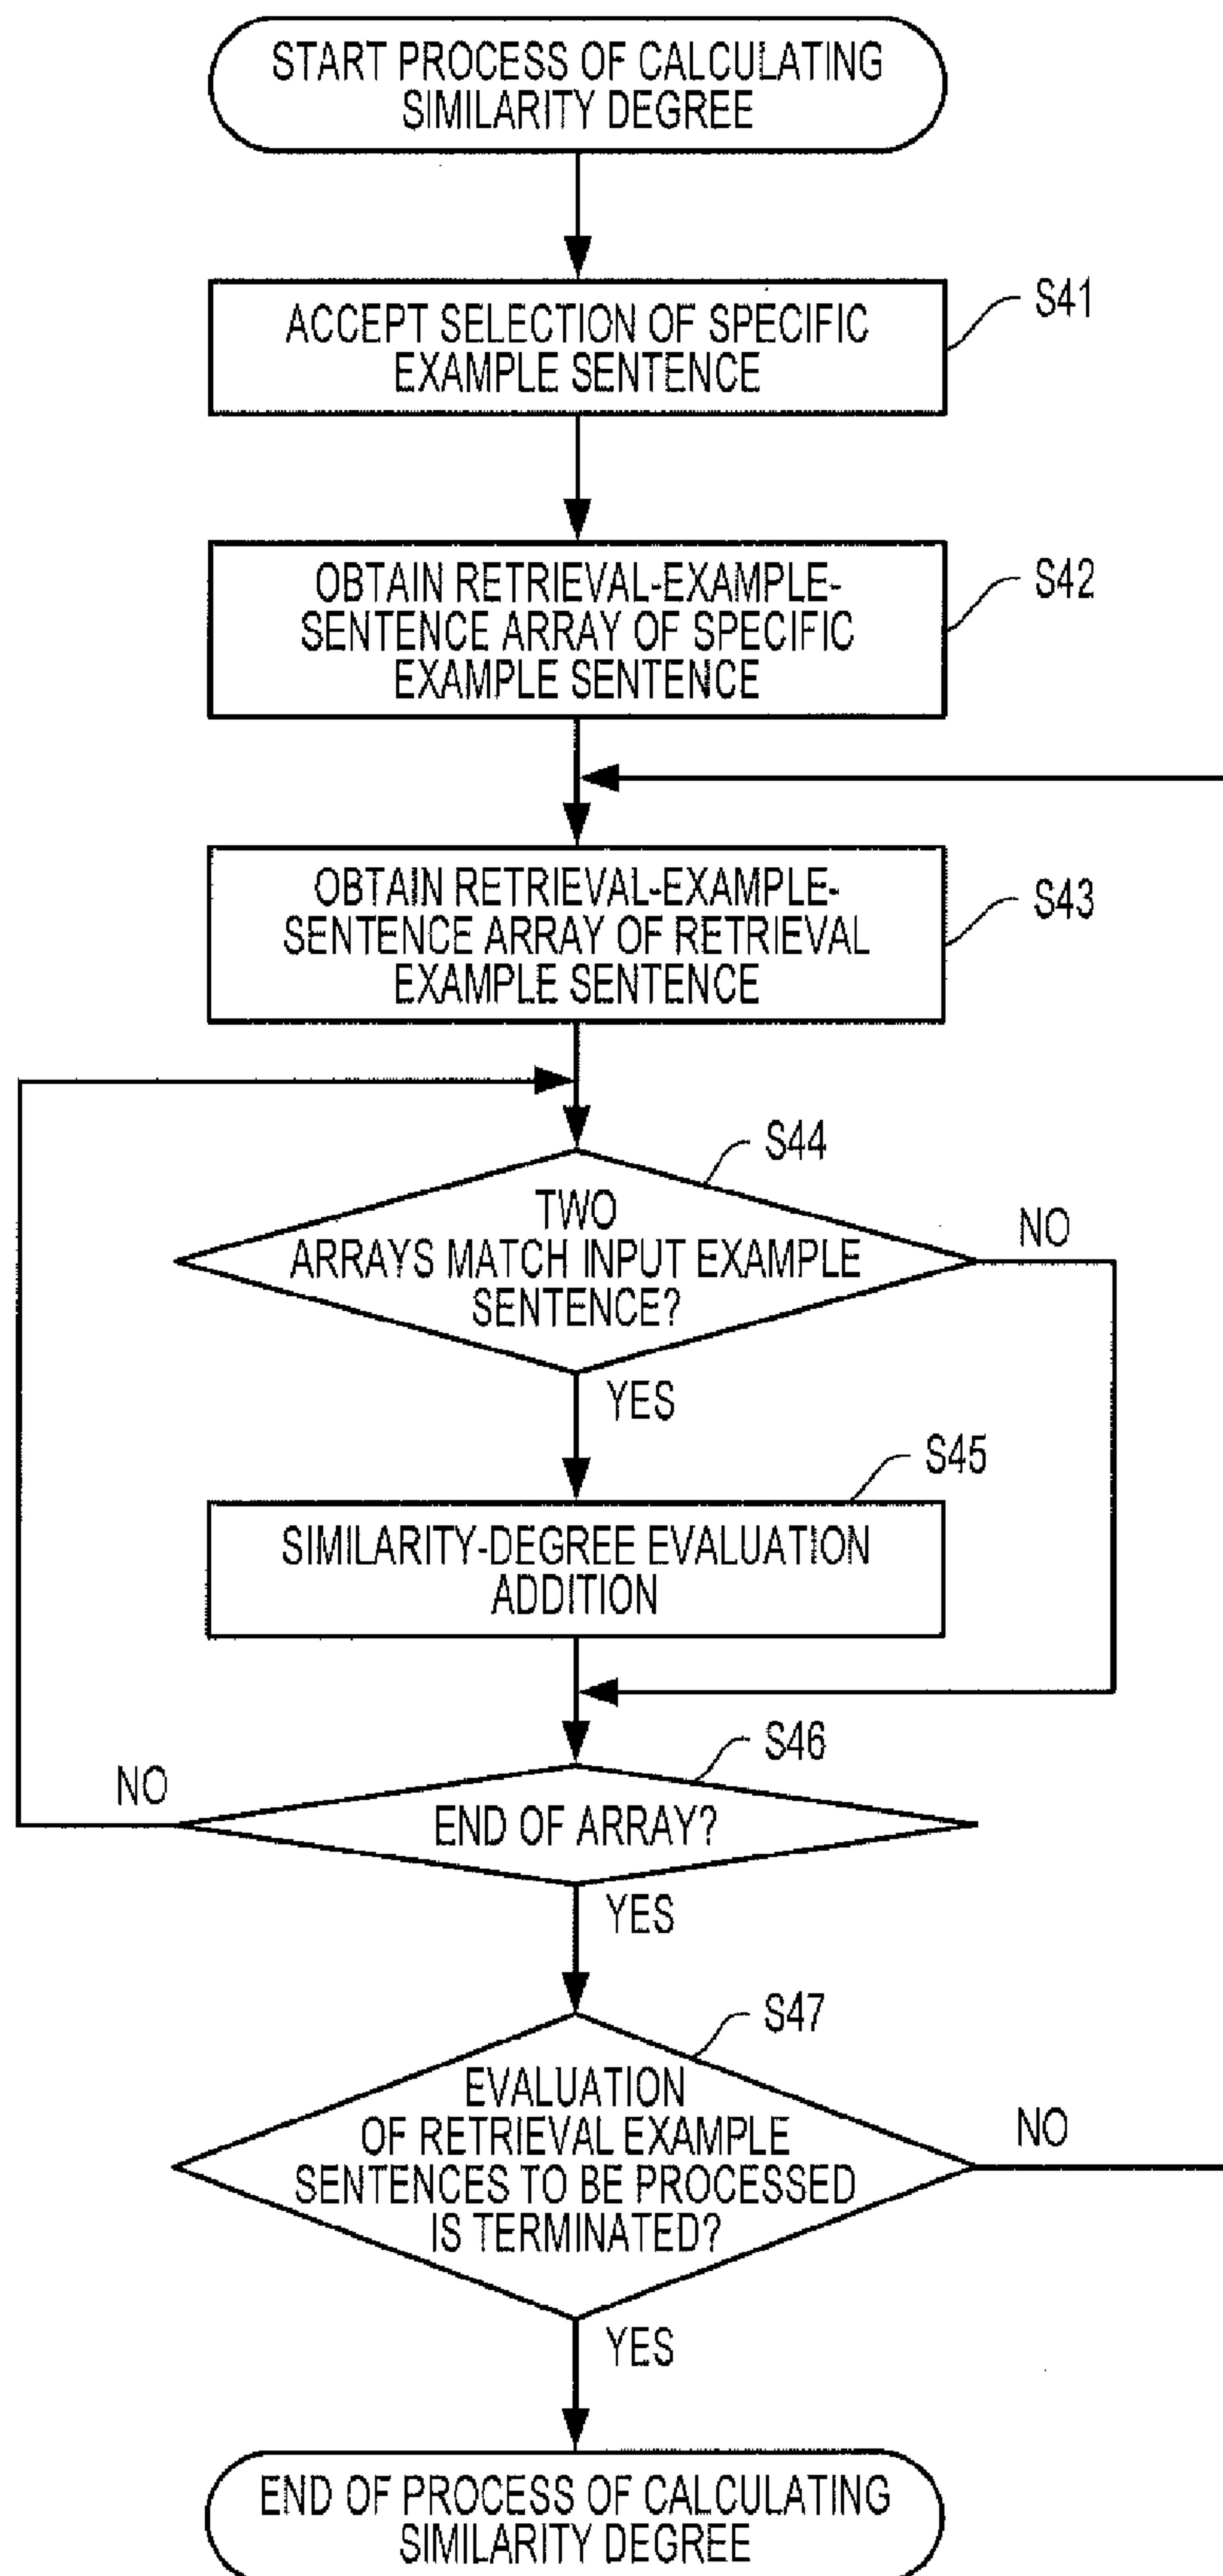 START PROCESS OF CALCULATING
SIMILARITY DEGREE
S41
ACCEPT SELECTION OF SPECIFIC
EXAMPLE SENTENCE
S42
OBTAIN RETRIEVAL-EXAMPLE-
SENTENCE ARRAY OF SPECIFIC
EXAMPLE SENTENCE
S43
OBTAIN RETRIEVAL-EXAMPLE-
SENTENCE ARRAY OF RETRIEVAL
EXAMPLE SENTENCE
S44
TWO
ARRAYS MATCH INPUT EXAMPLE
SENTENCE?
NO
YES
S45
SIMILARITY-DEGREE EVALUATION
ADDITION
S46
NO
END OF ARRAY?
YES
S47
EVALUATION
OF RETRIEVAL EXAMPLE
SENTENCES TO BE PROCESSED
IS TERMINATED?
NO
YES
END OF PROCESS OF CALCULATING
SIMILARITY DEGREE